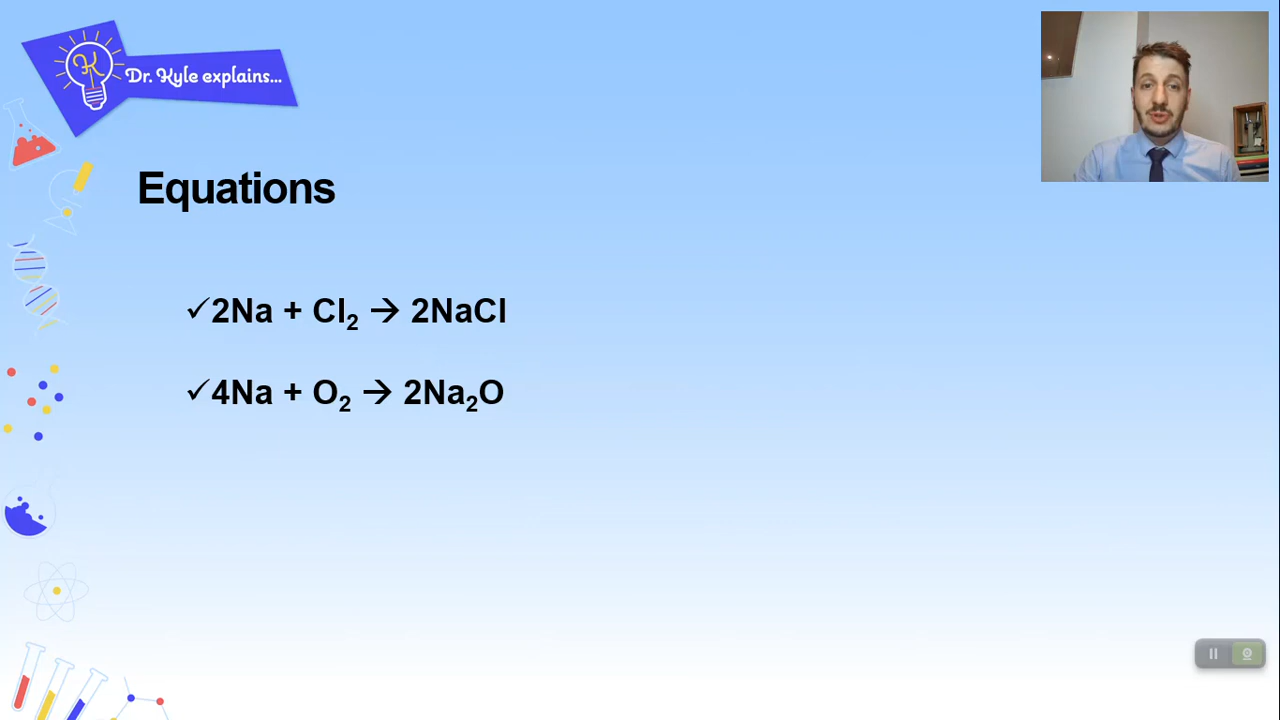 K
Dr. Kyle explains...
Equations
✓2Na + Cl₂ → 2NaCl
✓4Na + O₂ → 2Na₂O